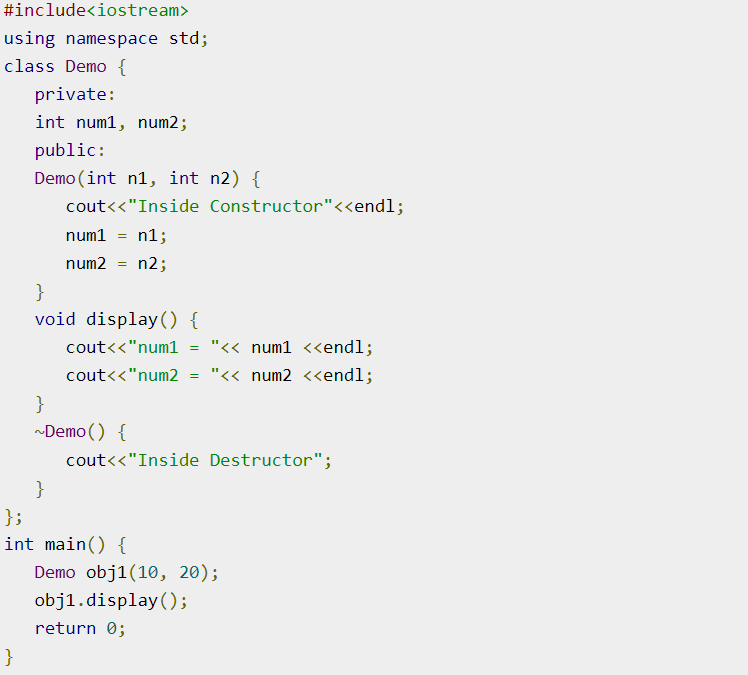 #include<iostream>
using namespace std;
class Demo {
   private:
   int num1, num2;
   public:
   Demo(int n1, int n2) {
      cout<<"Inside Constructor"<<endl;
      num1 = n1;
      num2 = n2;
   }
   void display() {
      cout<<"num1 = "<< num1 <<endl;
      cout<<"num2 = "<< num2 <<endl;
   }
   ~Demo() {
      cout<<"Inside Destructor";
   }
};
int main() {
   Demo obj1(10, 20);
   obj1.display();
   return 0;
}